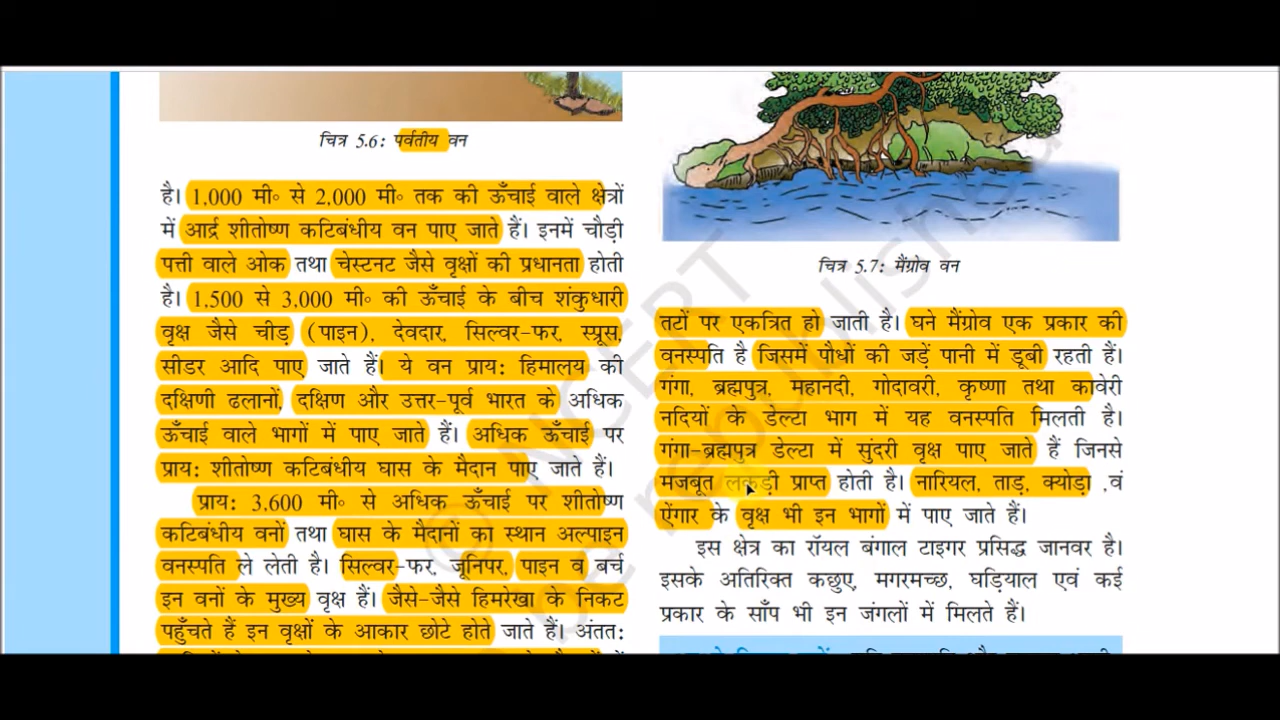 चित्र 5.6: पर्वतीय वन
है। 1,000 मी॰ से 2,000 मी॰ तक की ऊँचाई वाले क्षेत्रों
में आर्द्र शीतोष्ण कटिबंधीय वन पाए जाते हैं। इनमें चौड़ी
पत्ती वाले ओक तथा चेस्टनट जैसे वृक्षों की प्रधानता होती
है। 1,500 से 3,000 मी॰ की ऊँचाई के बीच शंकुधारी
वृक्ष जैसे चीड़ (पाइन), देवदार, सिल्वर-फर, स्प्रूस,
सीडर आदि पाए जाते हैं। ये वन प्राय: हिमालय की
दक्षिणी ढलानों, दक्षिण और उत्तर-पूर्व भारत के अधिक
ऊँचाई वाले भागों में पाए जाते हैं। अधिक ऊँचाई पर
प्राय: शीतोष्ण कटिबंधीय घास के मैदान पाए जाते हैं।
प्राय: 3,600 मी॰ से अधिक ऊँचाई पर शीतोष्ण
कटिबंधीय वनों तथा घास के मैदानों का स्थान अल्पाइन
वनस्पति ले लेती है। सिल्वर-फर, जूनिपर, पाइन व बर्च
इन वनों के मुख्य वृक्ष हैं। जैसे-जैसे हिमरेखा के निकट
पहुँचते हैं इन वृक्षों के आकार छोटे होते जाते हैं। अंतत:
चित्र 5.7: मैंग्रोव वन
तटों पर एकत्रित हो जाती है। घने मैंग्रोव एक प्रकार की
वनस्पति है जिसमें पौधों की जड़ें पानी में डूबी रहती हैं।
गंगा, ब्रह्मपुत्र, महानदी, गोदावरी, कृष्णा तथा कावेरी
नदियों के डेल्टा भाग में यह वनस्पति मिलती है।
गंगा-ब्रह्मपुत्र डेल्टा में सुंदरी वृक्ष पाए जाते हैं जिनसे
मजबूत लकड़ी प्राप्त होती है। नारियल, ताड़, क्योड़ा ,वं
ऐंगार के वृक्ष भी इन भागों में पाए जाते हैं।
इस क्षेत्र का रॉयल बंगाल टाइगर प्रसिद्ध जानवर है।
इसके अतिरिक्त कछुए, मगरमच्छ, घड़ियाल एवं कई
प्रकार के साँप भी इन जंगलों में मिलते हैं।
© NCERT
be republished